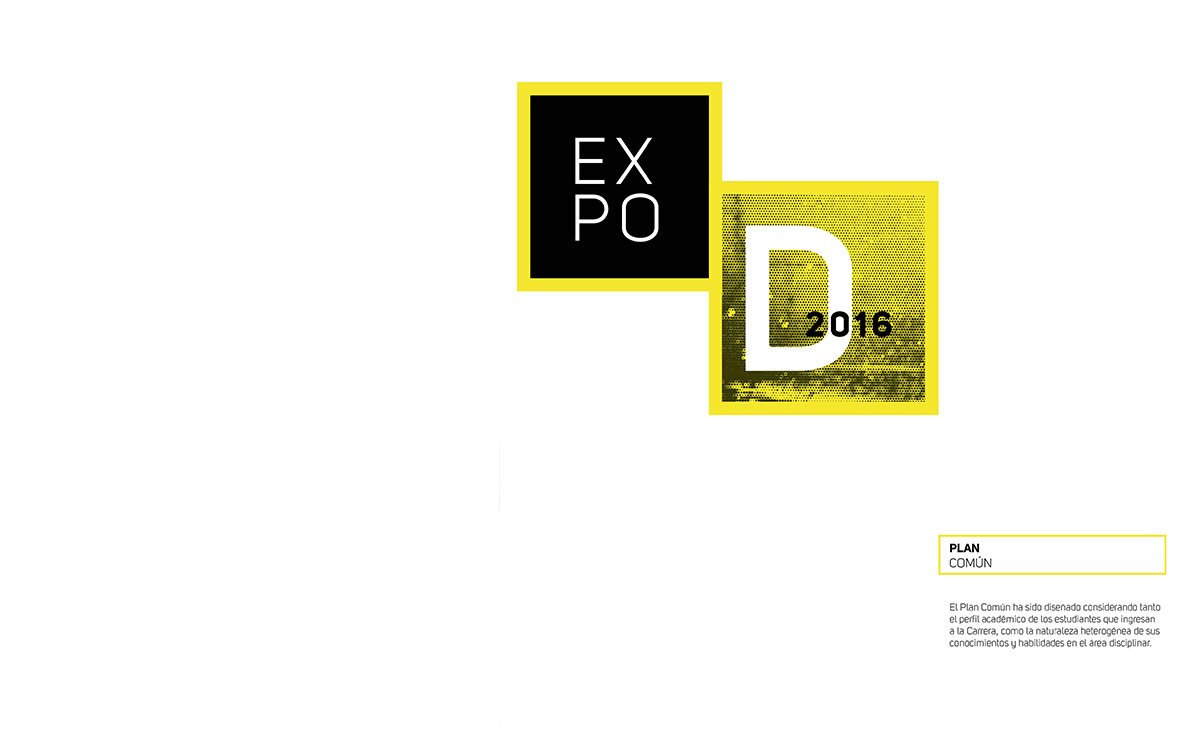 EX
PO
D
2016
PLAN
COMÚN
El Plan Común ha sido diseñado considerando tanto
el perfil académico de los estudiantes que ingresan
a la Carrera, como la naturaleza heterogénea de sus
conocimientos y habilidades en el área disciplinar.